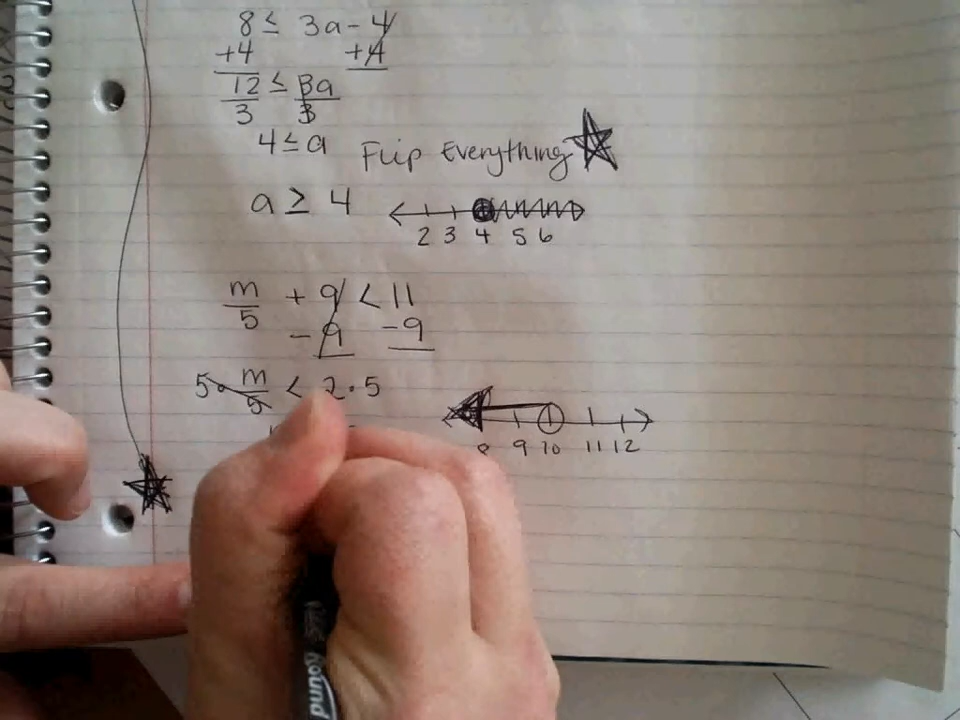 8 ≤ 3a - 4
+4 +4
12 ≤ 3a
3 3
4 ≤ a Flip Everything
a ≥ 4
2 3 4 5 6
m/5 + 9 < 11
- 9 - 9
5 • m/5 < 2 • 5
8 9 10 11 12
Round